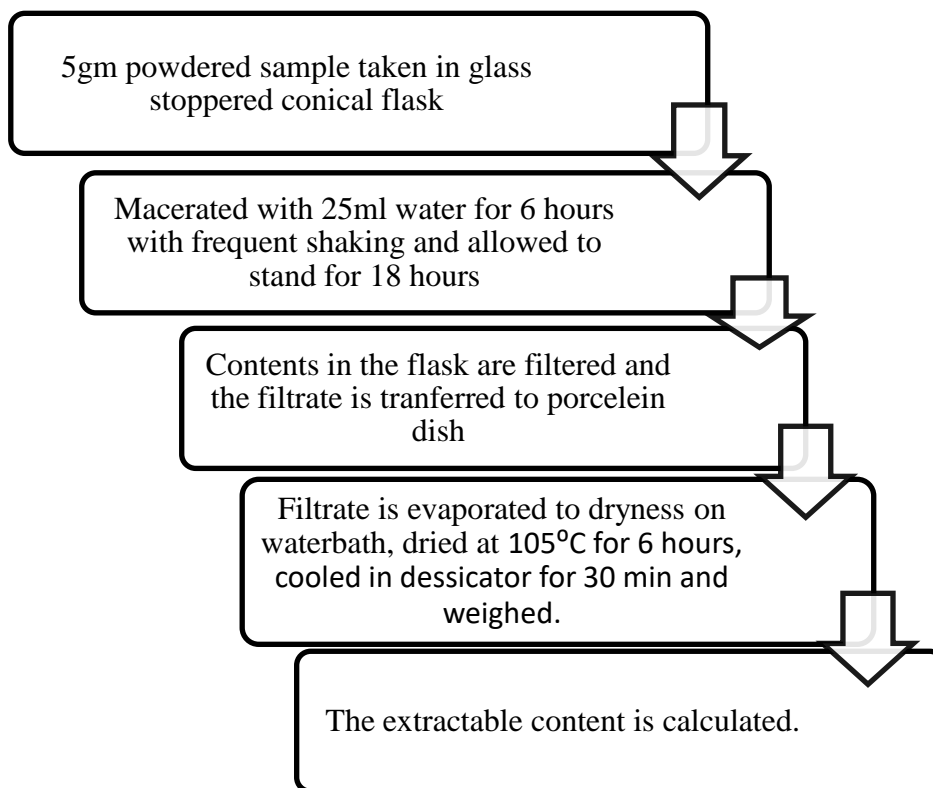 5gm powdered sample taken in glass
stoppered conical flask
Macerated with 25ml water for 6 hours
with frequent shaking and allowed to
stand for 18 hours
Contents in the flask are filtered and
the filtrate is tranferred to porcelein
dish
Filtrate is evaporated to dryness on
waterbath, dried at 105⁰C for 6 hours,
cooled in dessicator for 30 min and
weighed.
The extractable content is calculated.